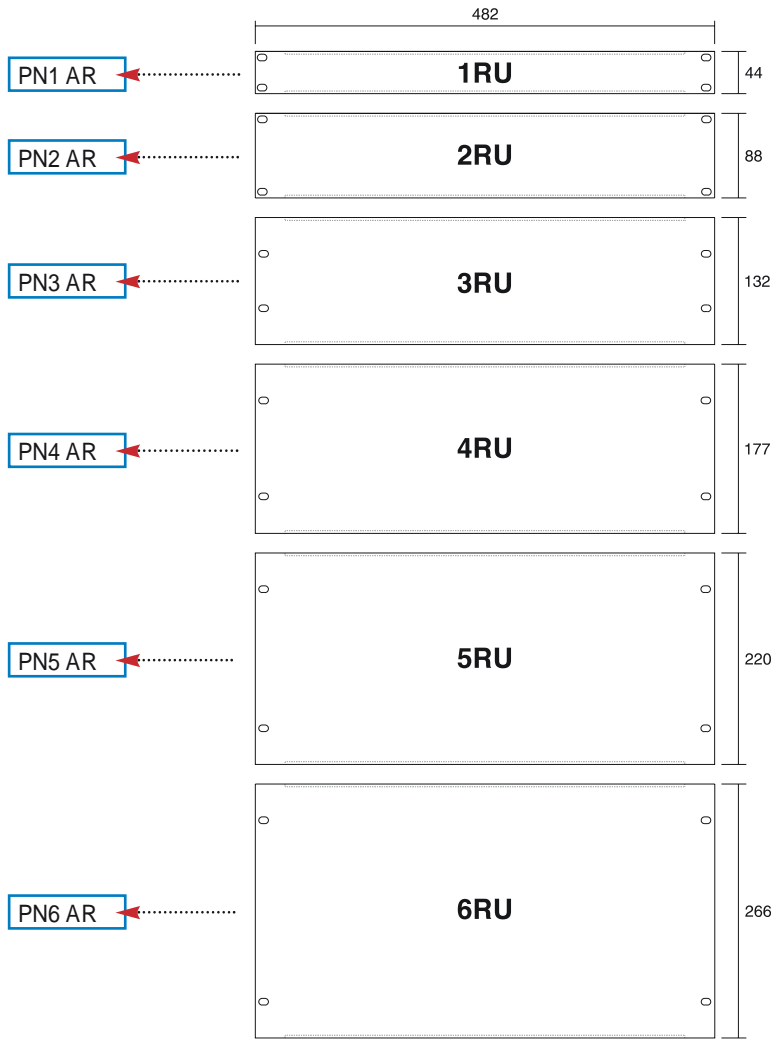 482
PN1 AR
1RU
44
PN2 AR
2RU
88
PN3 AR
3RU
132
PN4 AR
4RU
177
PN5 AR
5RU
220
PN6 AR
6RU
266